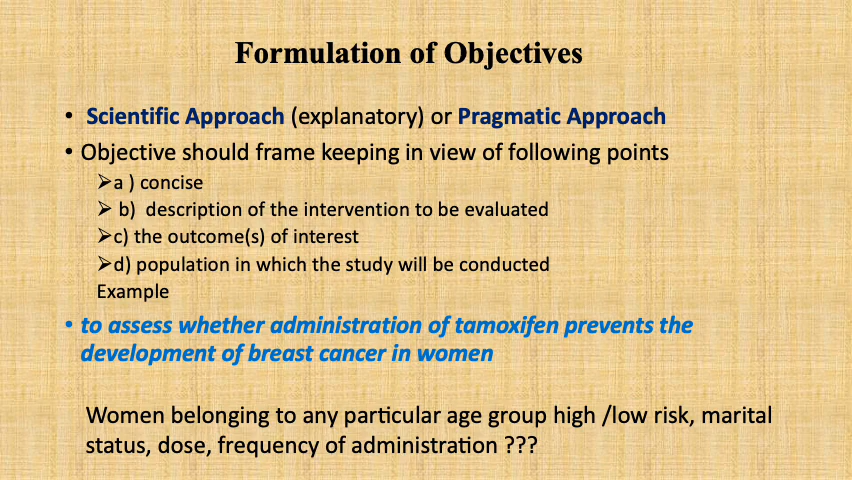 Formulation of Objectives
• Scientific Approach (explanatory) or Pragmatic Approach
• Objective should frame keeping in view of following points
➢a ) concise
➢ b) description of the intervention to be evaluated
➢c) the outcome(s) of interest
➢d) population in which the study will be conducted
Example
• to assess whether administration of tamoxifen prevents the
development of breast cancer in women
Women belonging to any particular age group high /low risk, marital
status, dose, frequency of administration ???